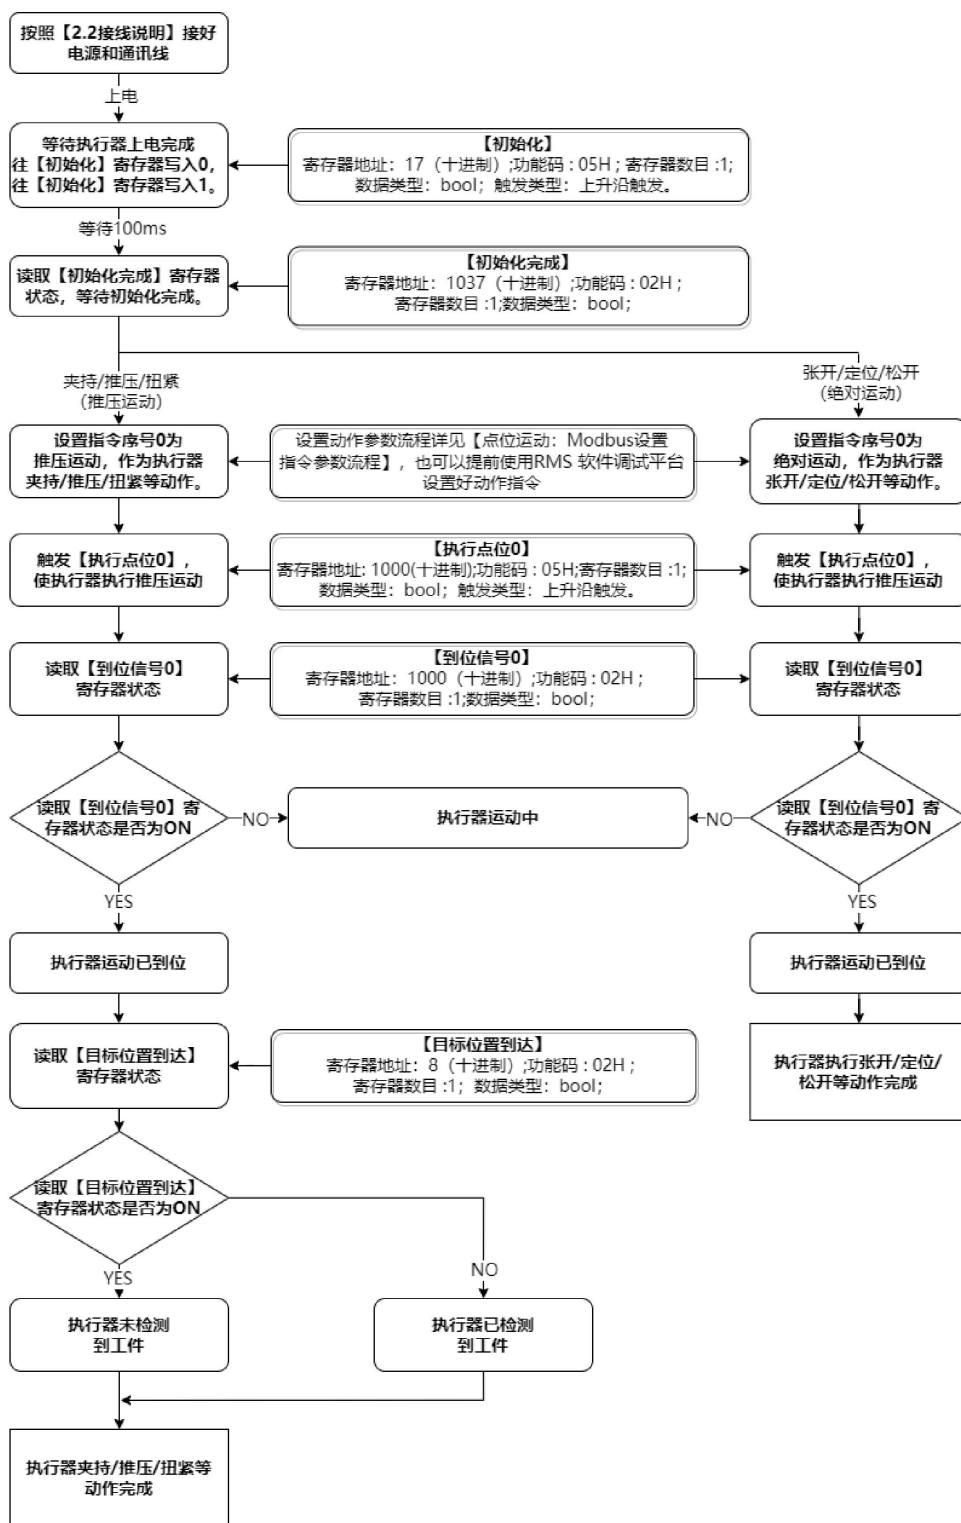 按照【2.2接线说明】接好
电源和通讯线
上电
等待执行器上电完成
往【初始化】寄存器写入0，
往【初始化】寄存器写入1。
【初始化】
寄存器地址：17（十进制）;功能码：05H；寄存器数目:1;
数据类型：bool；触发类型：上升沿触发。
等待100ms
读取【初始化完成】寄存器
状态，等待初始化完成。
【初始化完成】
寄存器地址：1037（十进制）;功能码：02H；
寄存器数目:1;数据类型：bool；
夹持/推压/扭紧
（推压运动）
张开/定位/松开
（绝对运动）
设置指令序号0为
推压运动，作为执行器
夹持/推压/扭紧等动作。
设置动作参数流程详见【点位运动：Modbus设置
指令参数流程】，也可以提前使用RMS 软件调试平台
设置好动作指令
设置指令序号0为
绝对运动，作为执行器
张开/定位/松开等动作。
触发【执行点位0】，
使执行器执行推压运动
【执行点位0】
寄存器地址: 1000(十进制);功能码：05H;寄存器数目:1;
数据类型：bool；触发类型：上升沿触发。
触发【执行点位0】，
使执行器执行推压运动
读取【到位信号0】
寄存器状态
【到位信号0】
寄存器地址：1000（十进制）;功能码：02H；
寄存器数目:1;数据类型：bool；
读取【到位信号0】
寄存器状态
读取【到位信号0】寄
存器状态是否为ON
NO
执行器运动中
NO
读取【到位信号0】寄
存器状态是否为ON
YES
YES
执行器运动已到位
执行器运动已到位
读取【目标位置到达】
寄存器状态
【目标位置到达】
寄存器地址：8（十进制）;功能码：02H；
寄存器数目:1；数据类型：bool；
执行器执行张开/定位/
松开等动作完成
读取【目标位置到达】
寄存器状态是否为ON
YES
NO
执行器未检测
到工件
执行器已检测
到工件
执行器夹持/推压/扭紧等
动作完成